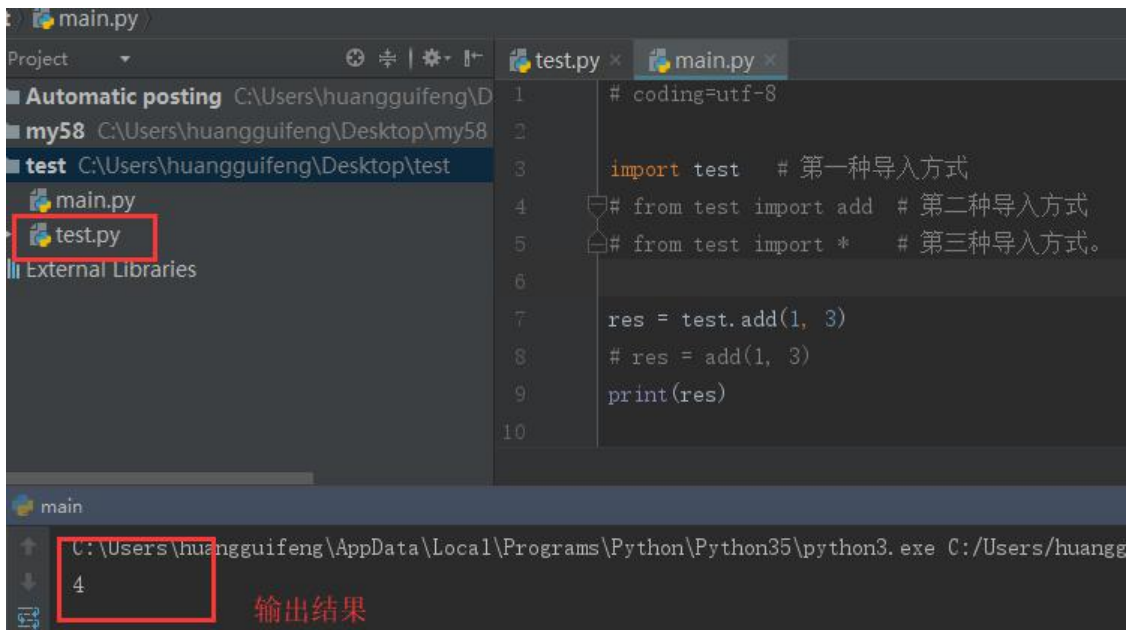 main.py
Project
test.py
main.py
Automatic posting C:\Users\huangguifeng\D
my58 C:\Users\huangguifeng\Desktop\my58
test C:\Users\huangguifeng\Desktop\test
main.py
test.py
External Libraries
1 # coding=utf-8
2
3 import test # 第一种导入方式
4 # from test import add # 第二种导入方式
5 # from test import * # 第三种导入方式。
6
7 res = test.add(1, 3)
8 # res = add(1, 3)
9 print(res)
10
main
C:\Users\huangguifeng\AppData\Local\Programs\Python\Python35\python3.exe C:/Users/huangg
4
输出结果